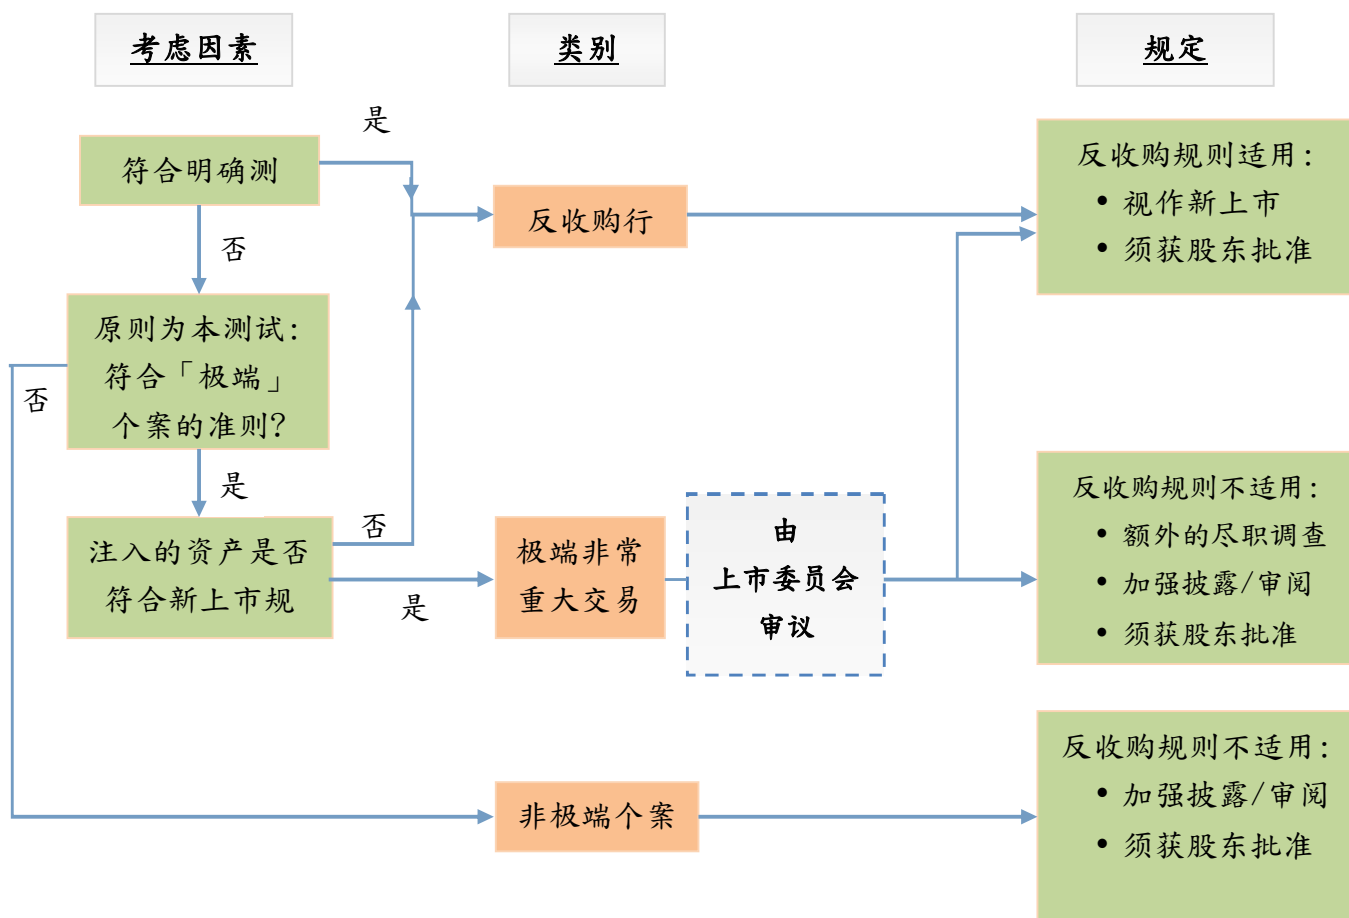 考虑因素
类别
规定
是
符合明确测
否
反收购行
反收购规则适用：
• 视作新上市
• 须获股东批准
原则为本测试：
符合「极端」
个案的准则？
否
是
注入的资产是否
符合新上市规
否
是
极端非常
重大交易
由
上市委员会
审议
反收购规则不适用：
• 额外的尽职调查
• 加强披露/审阅
• 须获股东批准
非极端个案
反收购规则不适用：
• 加强披露/审阅
• 须获股东批准